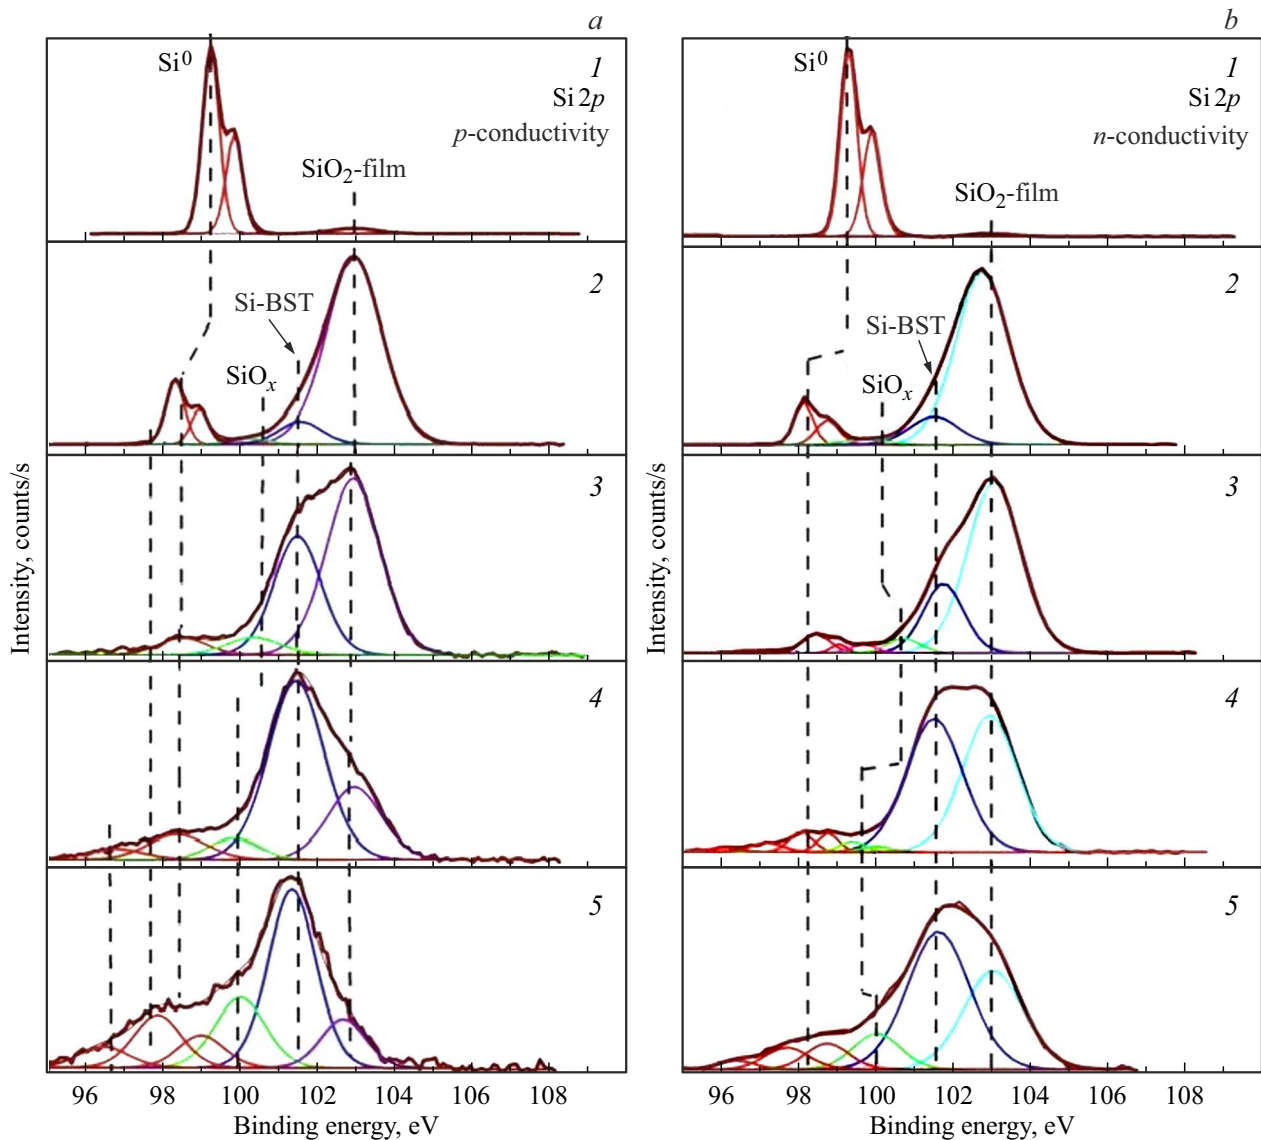 a
Si⁰
1
Si 2p
p-conductivity
SiO₂-film
2
Si-BST
SiOₓ
3
4
5
96 98 100 102 104 106 108
Binding energy, eV
Intensity, counts/s
b
Si⁰
1
Si 2p
n-conductivity
SiO₂-film
2
Si-BST
SiOₓ
3
4
5
96 98 100 102 104 106 108
Binding energy, eV
Intensity, counts/s